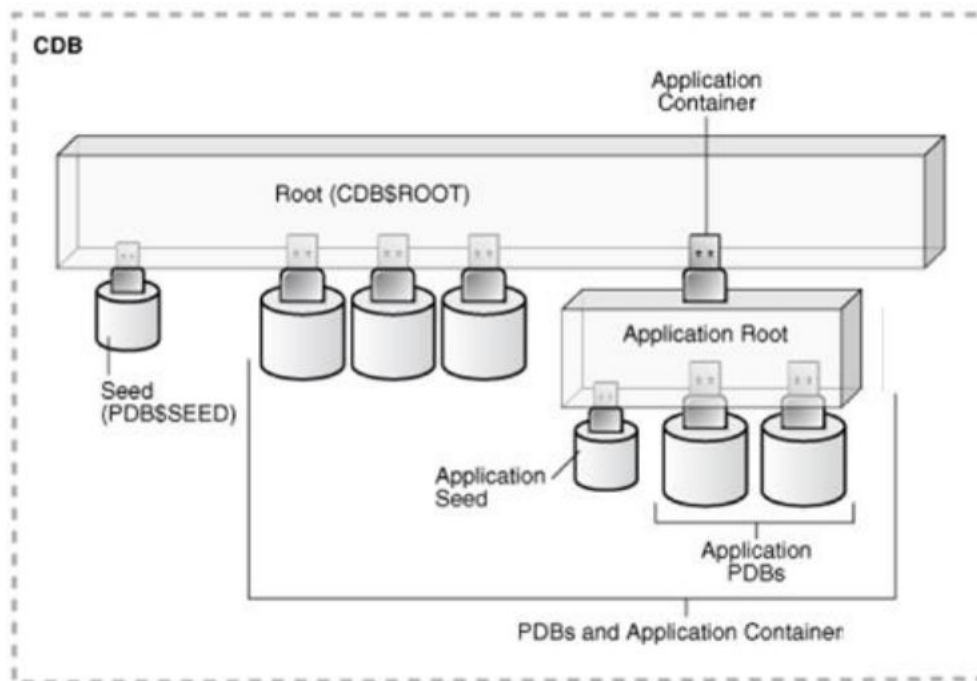 CDB
Application
Container
Root (CDB$ROOT)
Application Root
Seed
(PDB$SEED)
Application
Seed
Application
PDBs
PDBs and Application Container